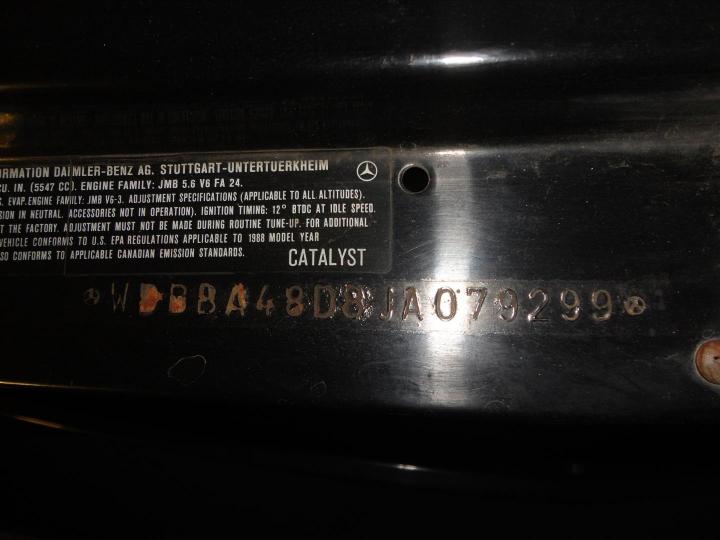 ORMATION DAIMLER-BENZ AG. STUTTGART-UNTERTUERKHEIM
CU. IN. (5547 CC). ENGINE FAMILY: JMB 5.6 V6 FA 24.
S. EVAP. ENGINE FAMILY: JMB V6-3. ADJUSTMENT SPECIFICATIONS (APPLICABLE TO ALL ALTITUDES).
SION IN NEUTRAL. ACCESSORIES NOT IN OPERATION). IGNITION TIMING: 12° BTDC AT IDLE SPEED.
T THE FACTORY. ADJUSTMENT MUST NOT BE MADE DURING ROUTINE TUNE-UP. FOR ADDITIONAL
VEHICLE CONFORMS TO U.S. EPA REGULATIONS APPLICABLE TO 1988 MODEL YEAR
SO CONFORMS TO APPLICABLE CANADIAN EMISSION STANDARDS.
CATALYST
WDBBA48D8JA079299